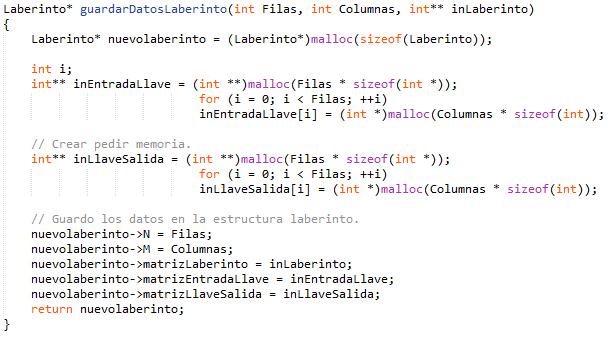 Laberinto* guardarDatosLaberinto(int Filas, int Columnas, int** inLaberinto)
{
    Laberinto* nuevolaberinto = (Laberinto*)malloc(sizeof(Laberinto));

    int i;
    int** inEntradaLlave = (int **)malloc(Filas * sizeof(int *));
                            for (i = 0; i < Filas; ++i)
                            inEntradaLlave[i] = (int *)malloc(Columnas * sizeof(int));

    // Crear pedir memoria.
    int** inLlaveSalida = (int **)malloc(Filas * sizeof(int *));
                            for (i = 0; i < Filas; ++i)
                            inLlaveSalida[i] = (int *)malloc(Columnas * sizeof(int));

    // Guardo los datos en la estructura laberinto.
    nuevolaberinto->N = Filas;
    nuevolaberinto->M = Columnas;
    nuevolaberinto->matrizLaberinto = inLaberinto;
    nuevolaberinto->matrizEntradaLlave = inEntradaLlave;
    nuevolaberinto->matrizLlaveSalida = inLlaveSalida;
    return nuevolaberinto;
}